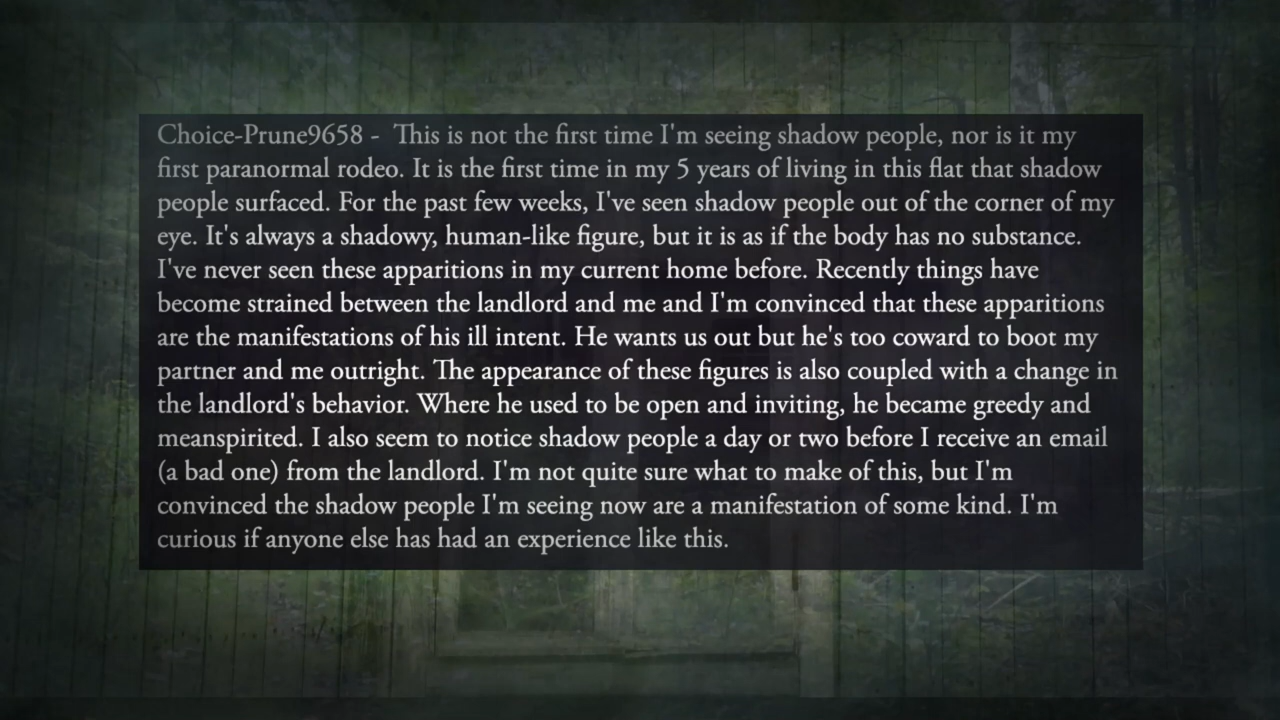 Choice-Prune9658 -  This is not the first time I'm seeing shadow people, nor is it my
first paranormal rodeo. It is the first time in my 5 years of living in this flat that shadow
people surfaced. For the past few weeks, I've seen shadow people out of the corner of my
eye. It's always a shadowy, human-like figure, but it is as if the body has no substance.
I've never seen these apparitions in my current home before. Recently things have
become strained between the landlord and me and I'm convinced that these apparitions
are the manifestations of his ill intent. He wants us out but he's too coward to boot my
partner and me outright. The appearance of these figures is also coupled with a change in
the landlord's behavior. Where he used to be open and inviting, he became greedy and
meanspirited. I also seem to notice shadow people a day or two before I receive an email
(a bad one) from the landlord. I'm not quite sure what to make of this, but I'm
convinced the shadow people I'm seeing now are a manifestation of some kind. I'm
curious if anyone else has had an experience like this.